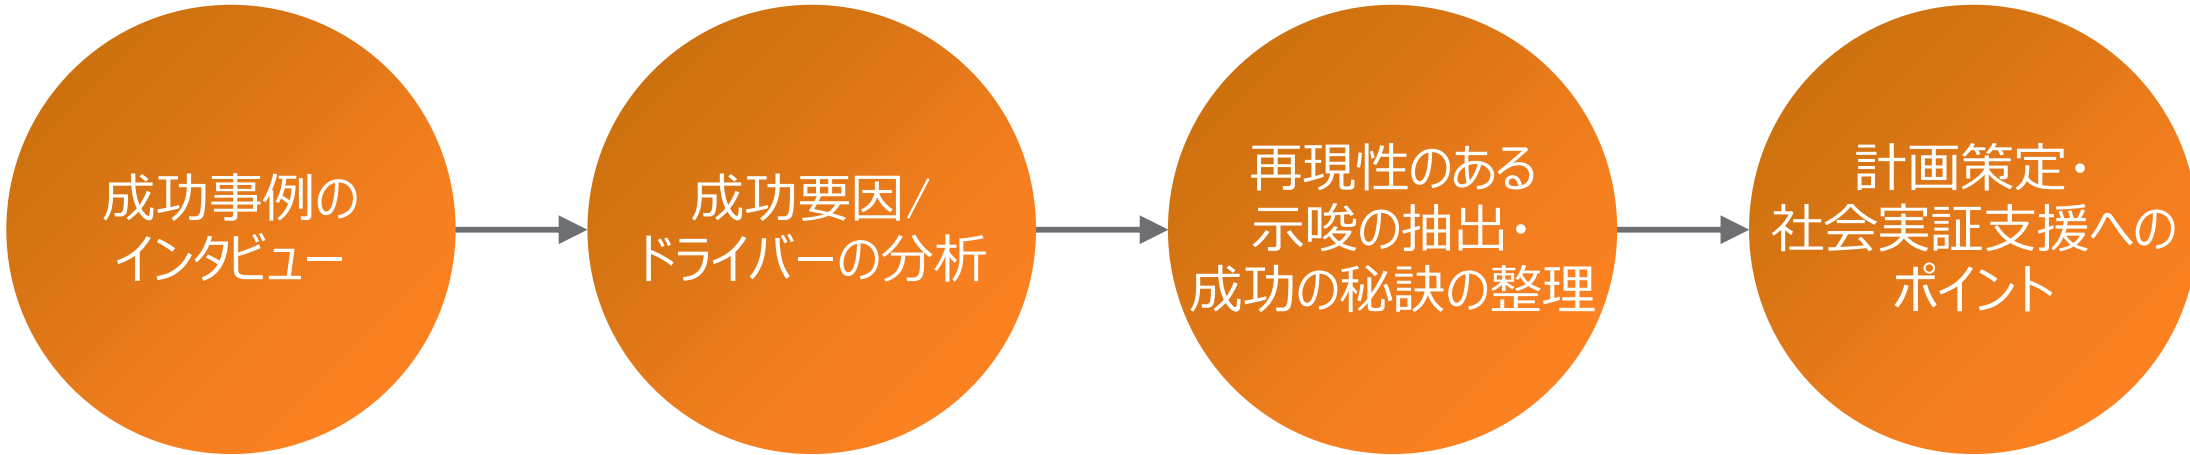 成功事例の
インタビュー
成功要因/
ドライバーの分析
再現性のある
示唆の抽出・
成功の秘訣の整理
計画策定・
社会実証支援への
ポイント